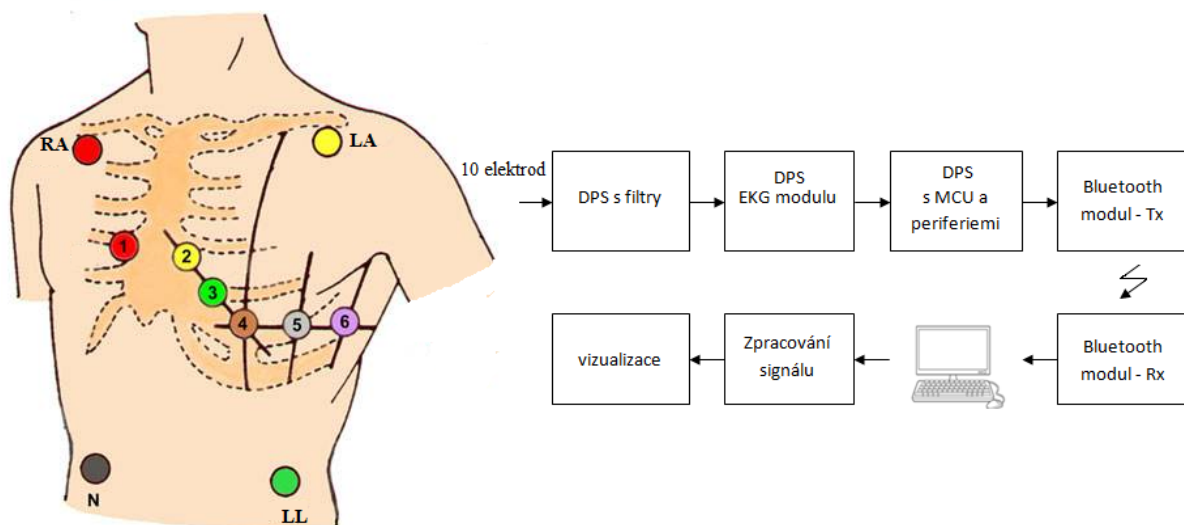 RA
LA
1
2
3
4
5
6
N
LL
10 elektrod
DPS s filtry
DPS
EKG modulu
DPS
s MCU a
periferiemi
Bluetooth
modul - Tx
vizualizace
Zpracování
signálu
Bluetooth
modul - Rx